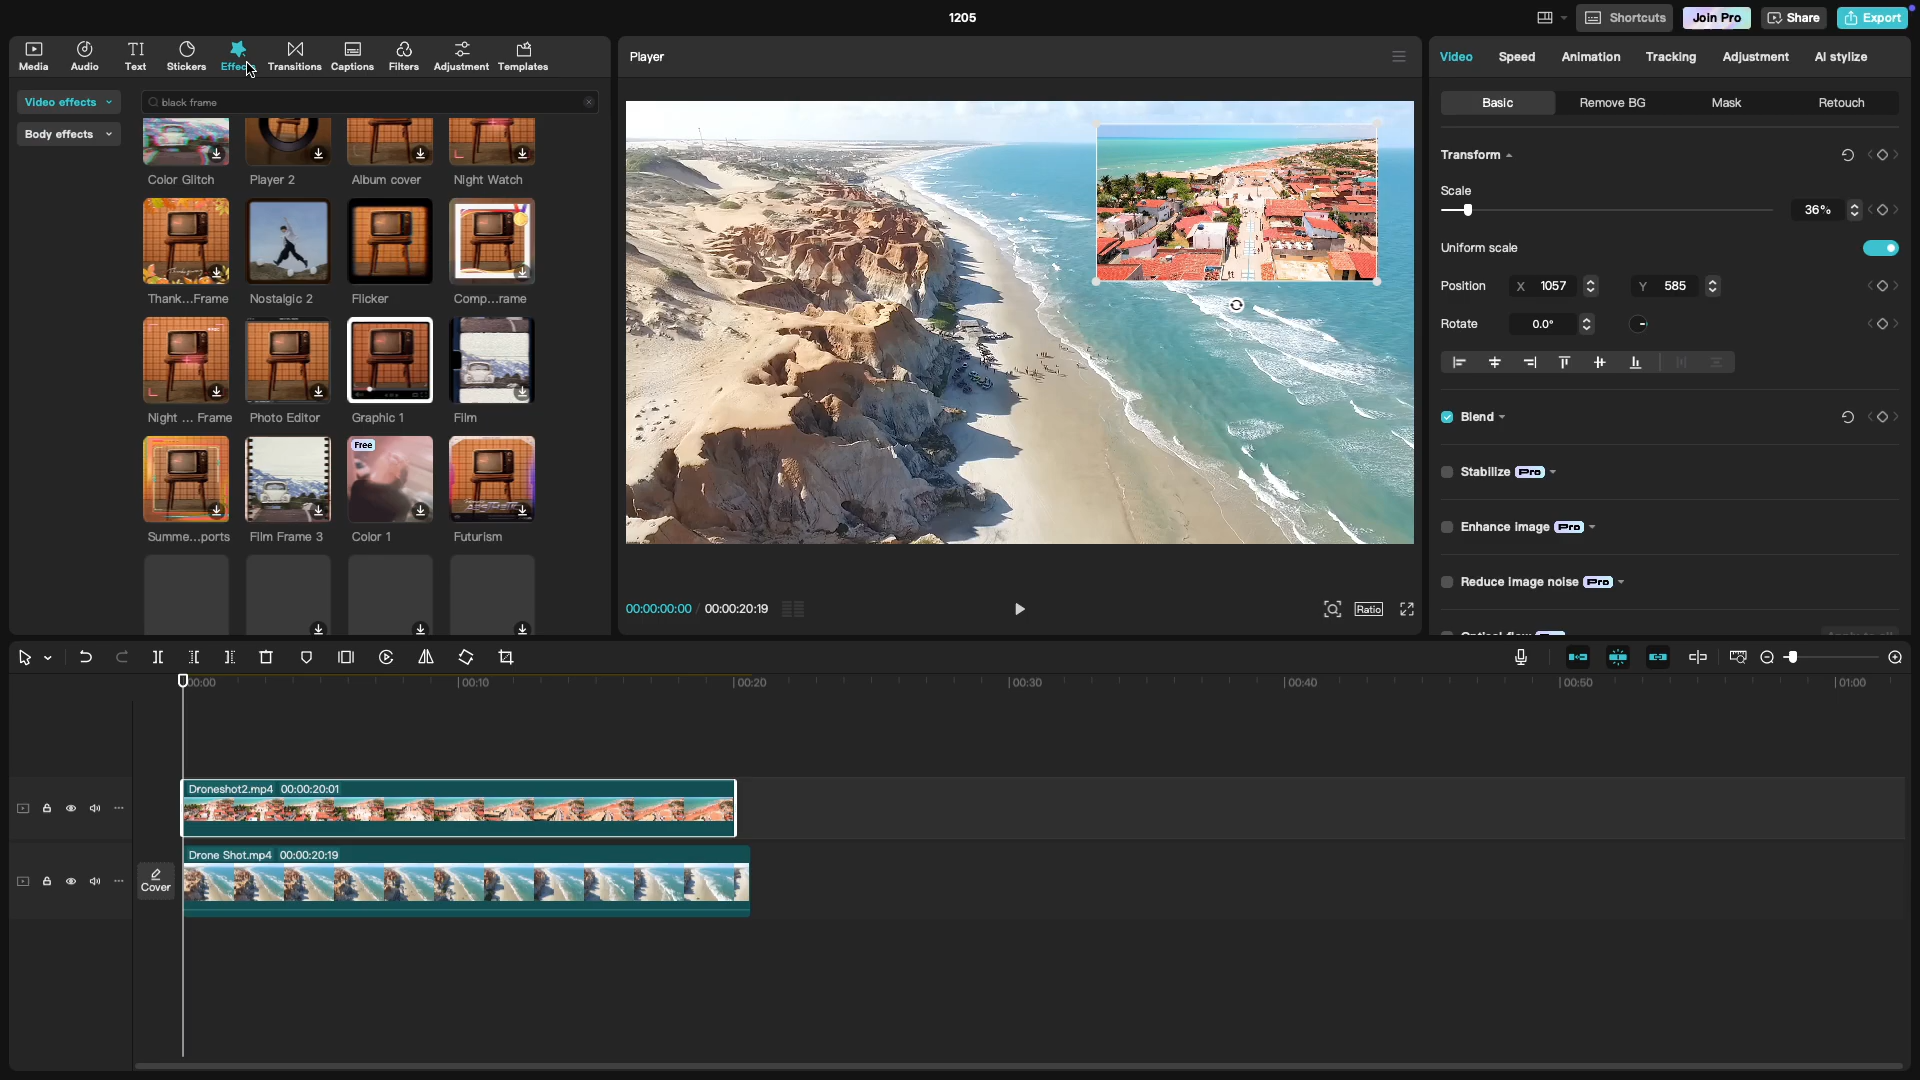 1205
Shortcuts
Join Pro
Share
Export
Media
Audio
Text
Stickers
Effects
Transitions
Captions
Filters
Adjustment
Templates
Player
Video
Speed
Animation
Tracking
Adjustment
AI stylize
Video effects
black frame
Body effects
Color Glitch
Player 2
Album cover
Night Watch
Thank...Frame
Nostalgic 2
Flicker
Comp...rame
Night ... Frame
Photo Editor
Graphic 1
Film
Free
Summe...ports
Film Frame 3
Color 1
Futurism
00:00:00:00 / 00:00:20:19
Ratio
Basic
Remove BG
Mask
Retouch
Transform
Scale
36%
Uniform scale
Position
X 1057
Y 585
Rotate
0.0°
Blend
Stabilize Pro
Enhance image Pro
Reduce image noise Pro
00:00
00:10
00:20
00:30
00:40
00:50
01:00
Droneshot2.mp4 00:00:20:01
Drone Shot.mp4 00:00:20:19
Cover